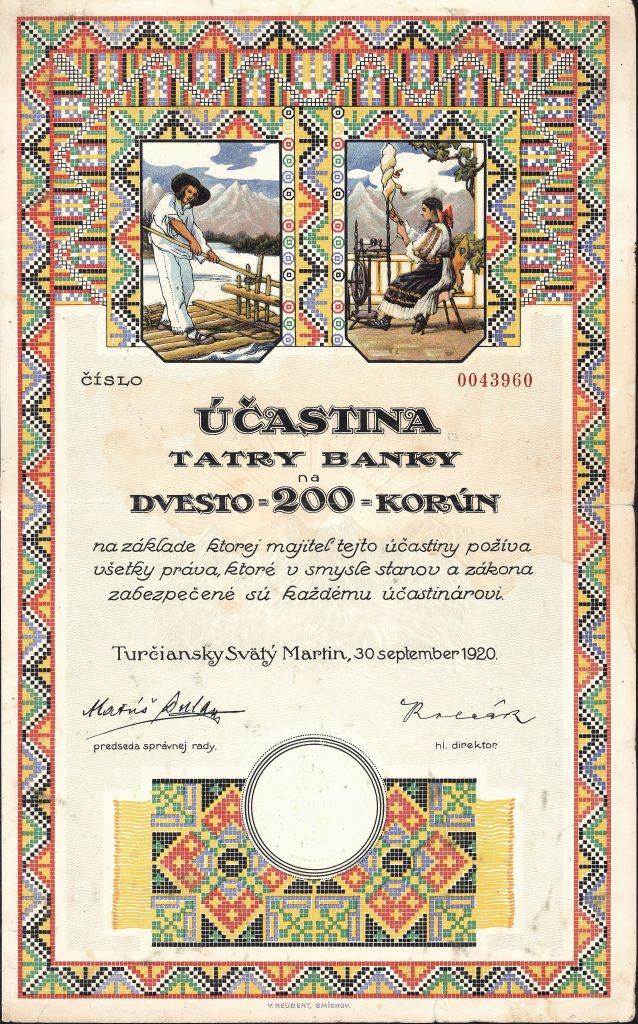 ČÍSLO 0043960
ÚČASTINA
TATRY BANKY
na
DVESTO = 200 = KORÚN
na základe ktorej majiteľ tejto účastiny požíva
všetky práva, ktoré v smysle stanov a zákona
zabezpečené sú každému účastinárovi.
Turčiansky Svätý Martin, 30 september 1920.
Matúš Dula
predseda správnej rady. hl. direktor.
V. NEUBERT, SMÍCHOV.